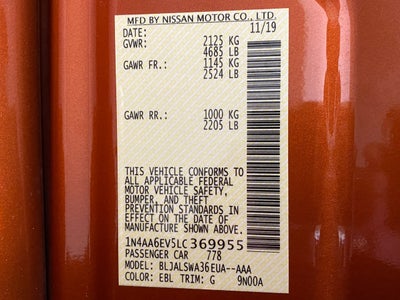 MFD BY NISSAN MOTOR CO., LTD.
DATE: 11/19
GVWR: 2125 KG
4685 LB
GAWR FR.: 1145 KG
2524 LB
GAWR RR.: 1000 KG
2205 LB
THIS VEHICLE CONFORMS TO
ALL APPLICABLE FEDERAL
MOTOR VEHICLE SAFETY,
BUMPER, AND THEFT
PREVENTION STANDARDS
IN EFFECT ON THE DATE OF
MANUFACTURE SHOWN ABOVE.
1N4AA6EV5LC369955
PASSENGER CAR 778
MODEL: BLJALSWA36EUA--AAA
COLOR: EBL TRIM: G 9N00A